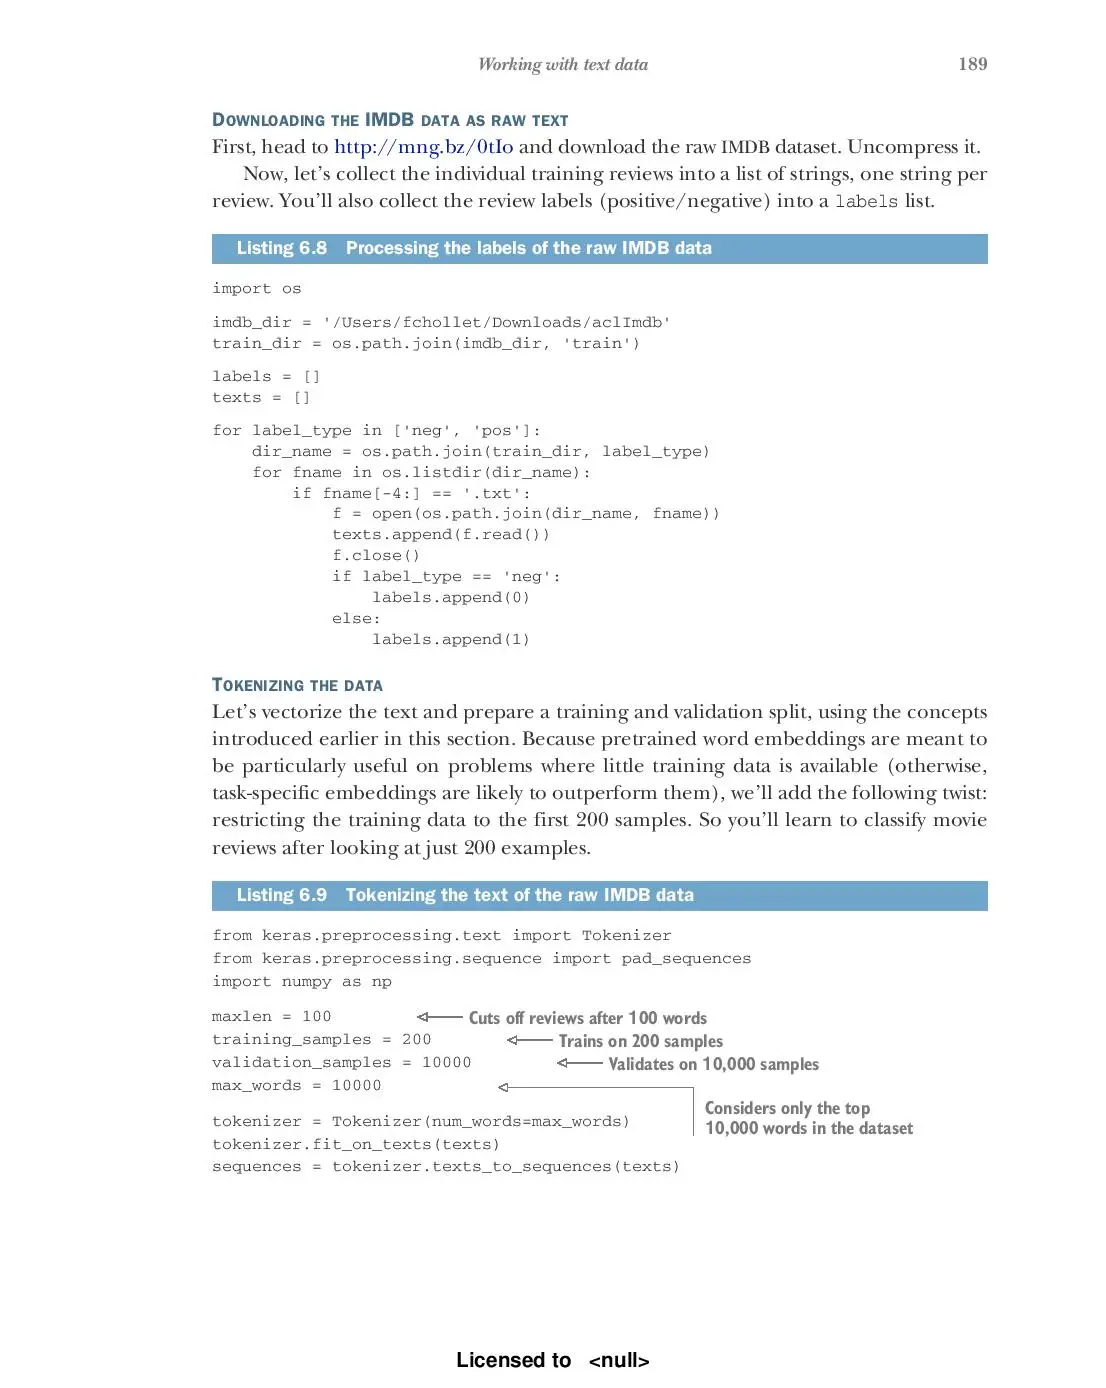 Working with text data 189
DOWNLOADING THE IMDB DATA AS RAW TEXT
First, head to http://mng.bz/0tIo and download the raw IMDB dataset. Uncompress it.
Now, let’s collect the individual training reviews into a list of strings, one string per
review. You’ll also collect the review labels (positive/negative) into a labels list.
Listing 6.8 Processing the labels of the raw IMDB data
import os
imdb_dir = '/Users/fchollet/Downloads/aclImdb'
train_dir = os.path.join(imdb_dir, 'train')
labels = []
texts = []
for label_type in ['neg', 'pos']:
    dir_name = os.path.join(train_dir, label_type)
    for fname in os.listdir(dir_name):
        if fname[-4:] == '.txt':
            f = open(os.path.join(dir_name, fname))
            texts.append(f.read())
            f.close()
            if label_type == 'neg':
                labels.append(0)
            else:
                labels.append(1)
TOKENIZING THE DATA
Let’s vectorize the text and prepare a training and validation split, using the concepts
introduced earlier in this section. Because pretrained word embeddings are meant to
be particularly useful on problems where little training data is available (otherwise,
task-specific embeddings are likely to outperform them), we’ll add the following twist:
restricting the training data to the first 200 samples. So you’ll learn to classify movie
reviews after looking at just 200 examples.
Listing 6.9 Tokenizing the text of the raw IMDB data
from keras.preprocessing.text import Tokenizer
from keras.preprocessing.sequence import pad_sequences
import numpy as np
maxlen = 100 Cuts off reviews after 100 words
training_samples = 200 Trains on 200 samples
validation_samples = 10000 Validates on 10,000 samples
max_words = 10000
Considers only the top
10,000 words in the dataset
tokenizer = Tokenizer(num_words=max_words)
tokenizer.fit_on_texts(texts)
sequences = tokenizer.texts_to_sequences(texts)
Licensed to <null>